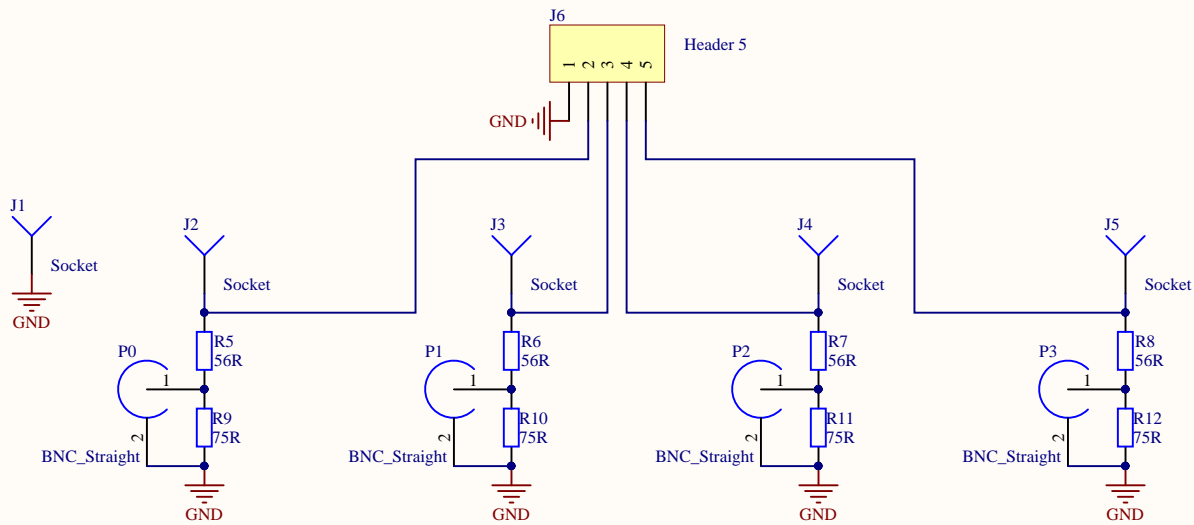 J6
Header 5
1 2 3 4 5
GND
J1
Socket
GND
J2
Socket
J3
Socket
J4
Socket
J5
Socket
R5
56R
P0
1
R9
75R
2
BNC_Straight
GND
R6
56R
P1
1
R10
75R
2
BNC_Straight
GND
R7
56R
P2
1
R11
75R
2
BNC_Straight
GND
R8
56R
P3
1
R12
75R
2
BNC_Straight
GND